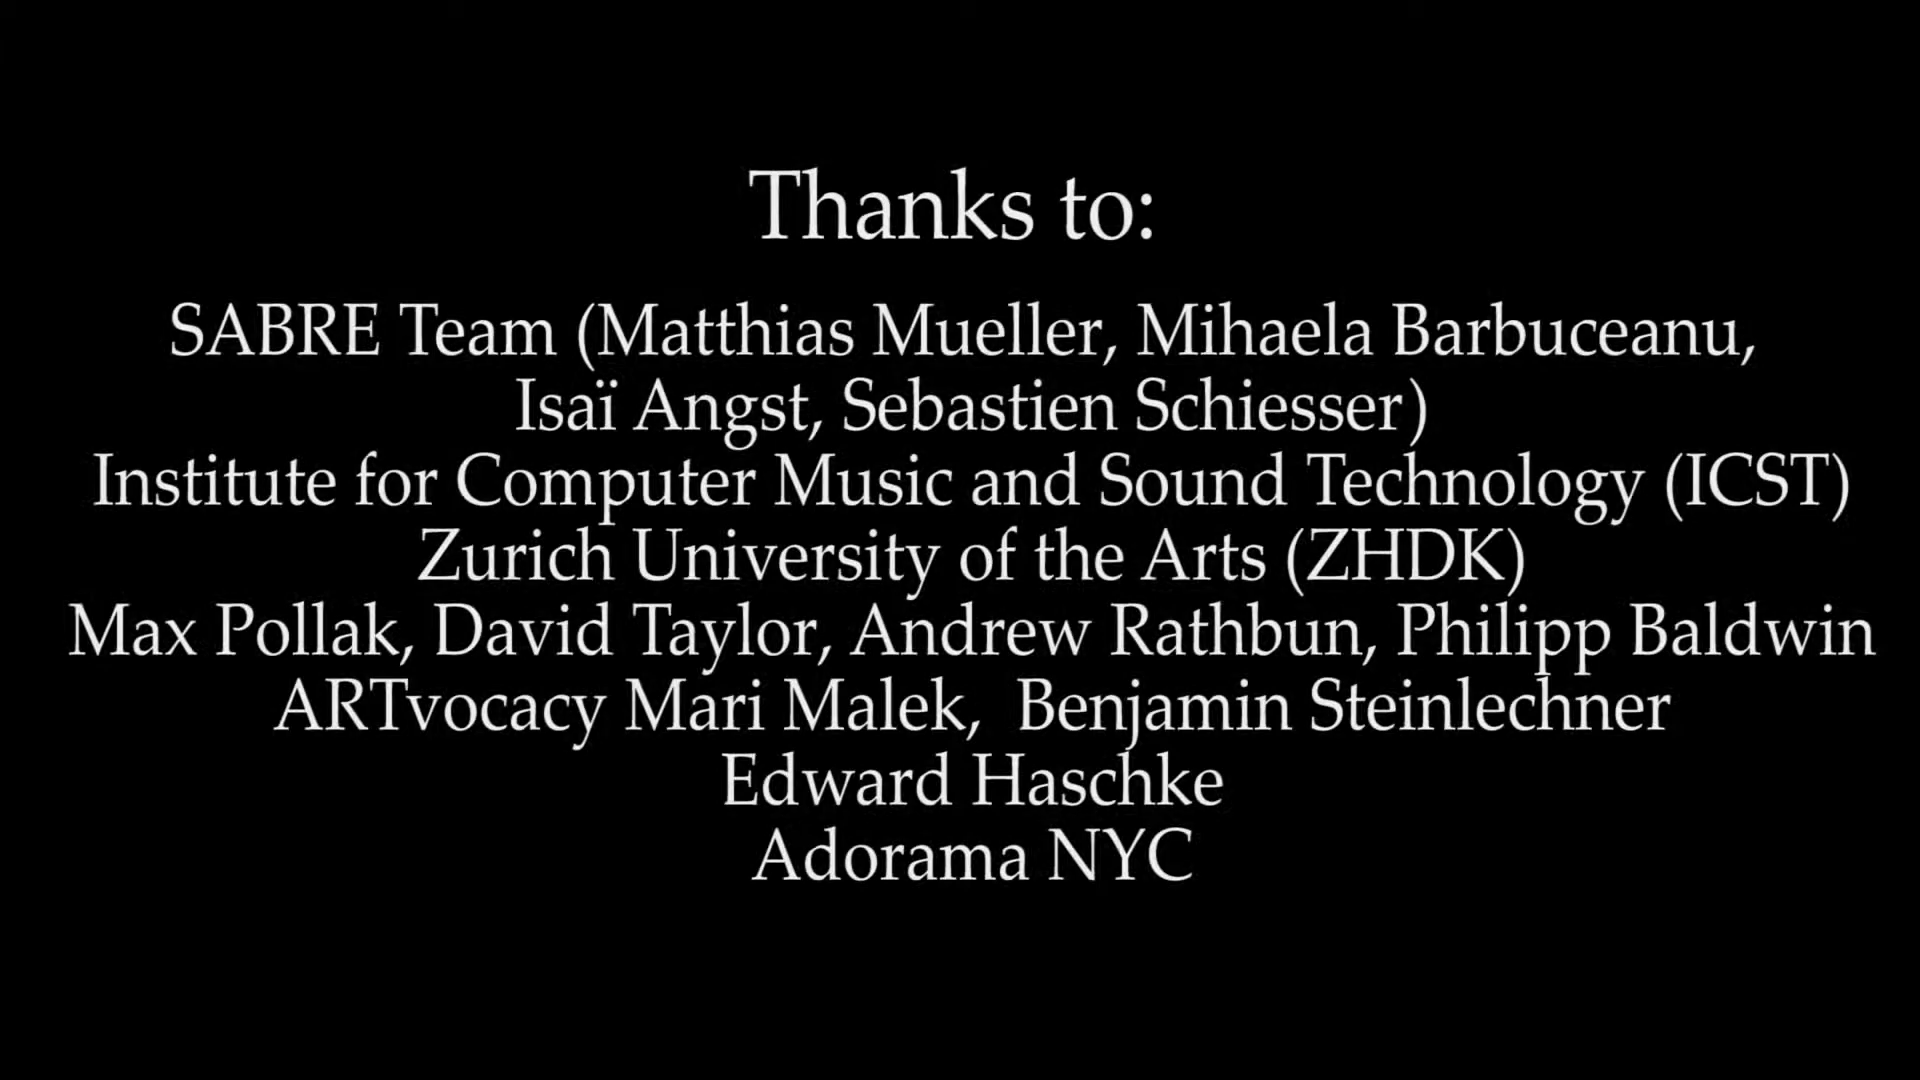 Thanks to:
SABRE Team (Matthias Mueller, Mihaela Barbuceanu,
Isaï Angst, Sebastien Schiesser)
Institute for Computer Music and Sound Technology (ICST)
Zurich University of the Arts (ZHDK)
Max Pollak, David Taylor, Andrew Rathbun, Philipp Baldwin
ARTvocacy Mari Malek,  Benjamin Steinlechner
Edward Haschke
Adorama NYC